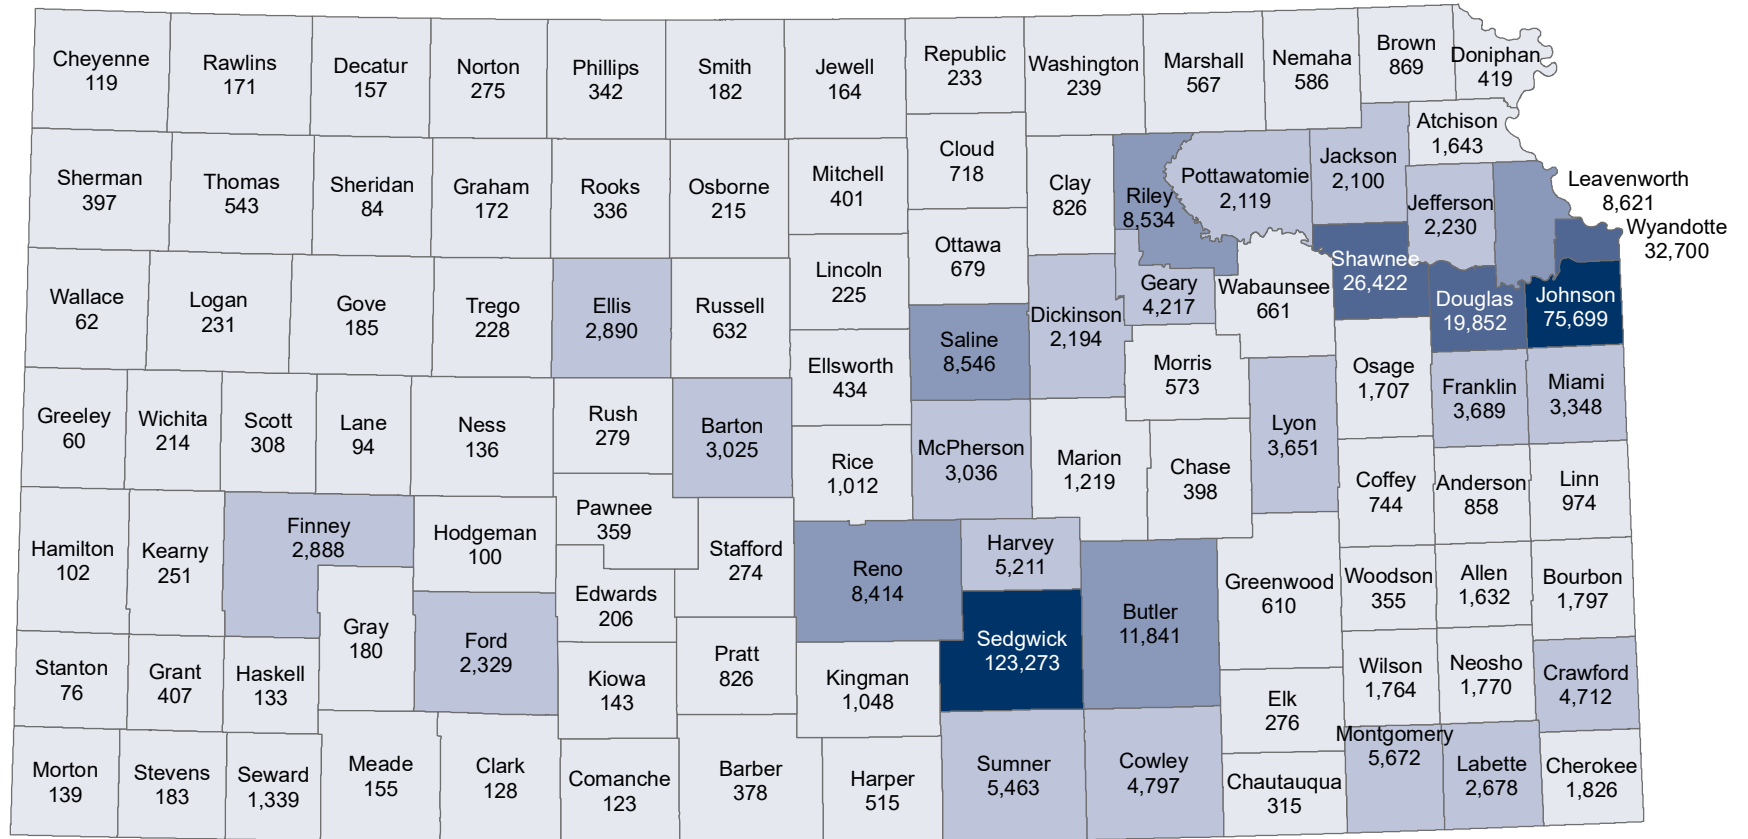 Cheyenne
119
Rawlins
171
Decatur
157
Norton
275
Phillips
342
Smith
182
Jewell
164
Republic
233
Washington
239
Marshall
567
Nemaha
586
Brown
869
Doniphan
419
Sherman
397
Thomas
543
Sheridan
84
Graham
172
Rooks
336
Osborne
215
Mitchell
401
Cloud
718
Clay
826
Riley
8,534
Pottawatomie
2,119
Jackson
2,100
Atchison
1,643
Jefferson
2,230
Leavenworth
8,621
Wyandotte
32,700
Wallace
62
Logan
231
Gove
185
Trego
228
Ellis
2,890
Russell
632
Lincoln
225
Ottawa
679
Saline
8,546
Dickinson
2,194
Geary
4,217
Wabaunsee
661
Shawnee
26,422
Douglas
19,852
Johnson
75,699
Greeley
60
Wichita
214
Scott
308
Lane
94
Ness
136
Rush
279
Barton
3,025
Ellsworth
434
Rice
1,012
McPherson
3,036
Marion
1,219
Morris
573
Chase
398
Lyon
3,651
Osage
1,707
Franklin
3,689
Miami
3,348
Coffey
744
Anderson
858
Linn
974
Hamilton
102
Kearny
251
Finney
2,888
Hodgeman
100
Pawnee
359
Edwards
206
Stafford
274
Reno
8,414
Harvey
5,211
Sedgwick
123,273
Butler
11,841
Greenwood
610
Woodson
355
Allen
1,632
Bourbon
1,797
Stanton
76
Grant
407
Haskell
133
Gray
180
Ford
2,329
Kiowa
143
Pratt
826
Kingman
1,048
Elk
276
Wilson
1,764
Neosho
1,770
Crawford
4,712
Morton
139
Stevens
183
Seward
1,339
Meade
155
Clark
128
Comanche
123
Barber
378
Harper
515
Sumner
5,463
Cowley
4,797
Chautauqua
315
Montgomery
5,672
Labette
2,678
Cherokee
1,826